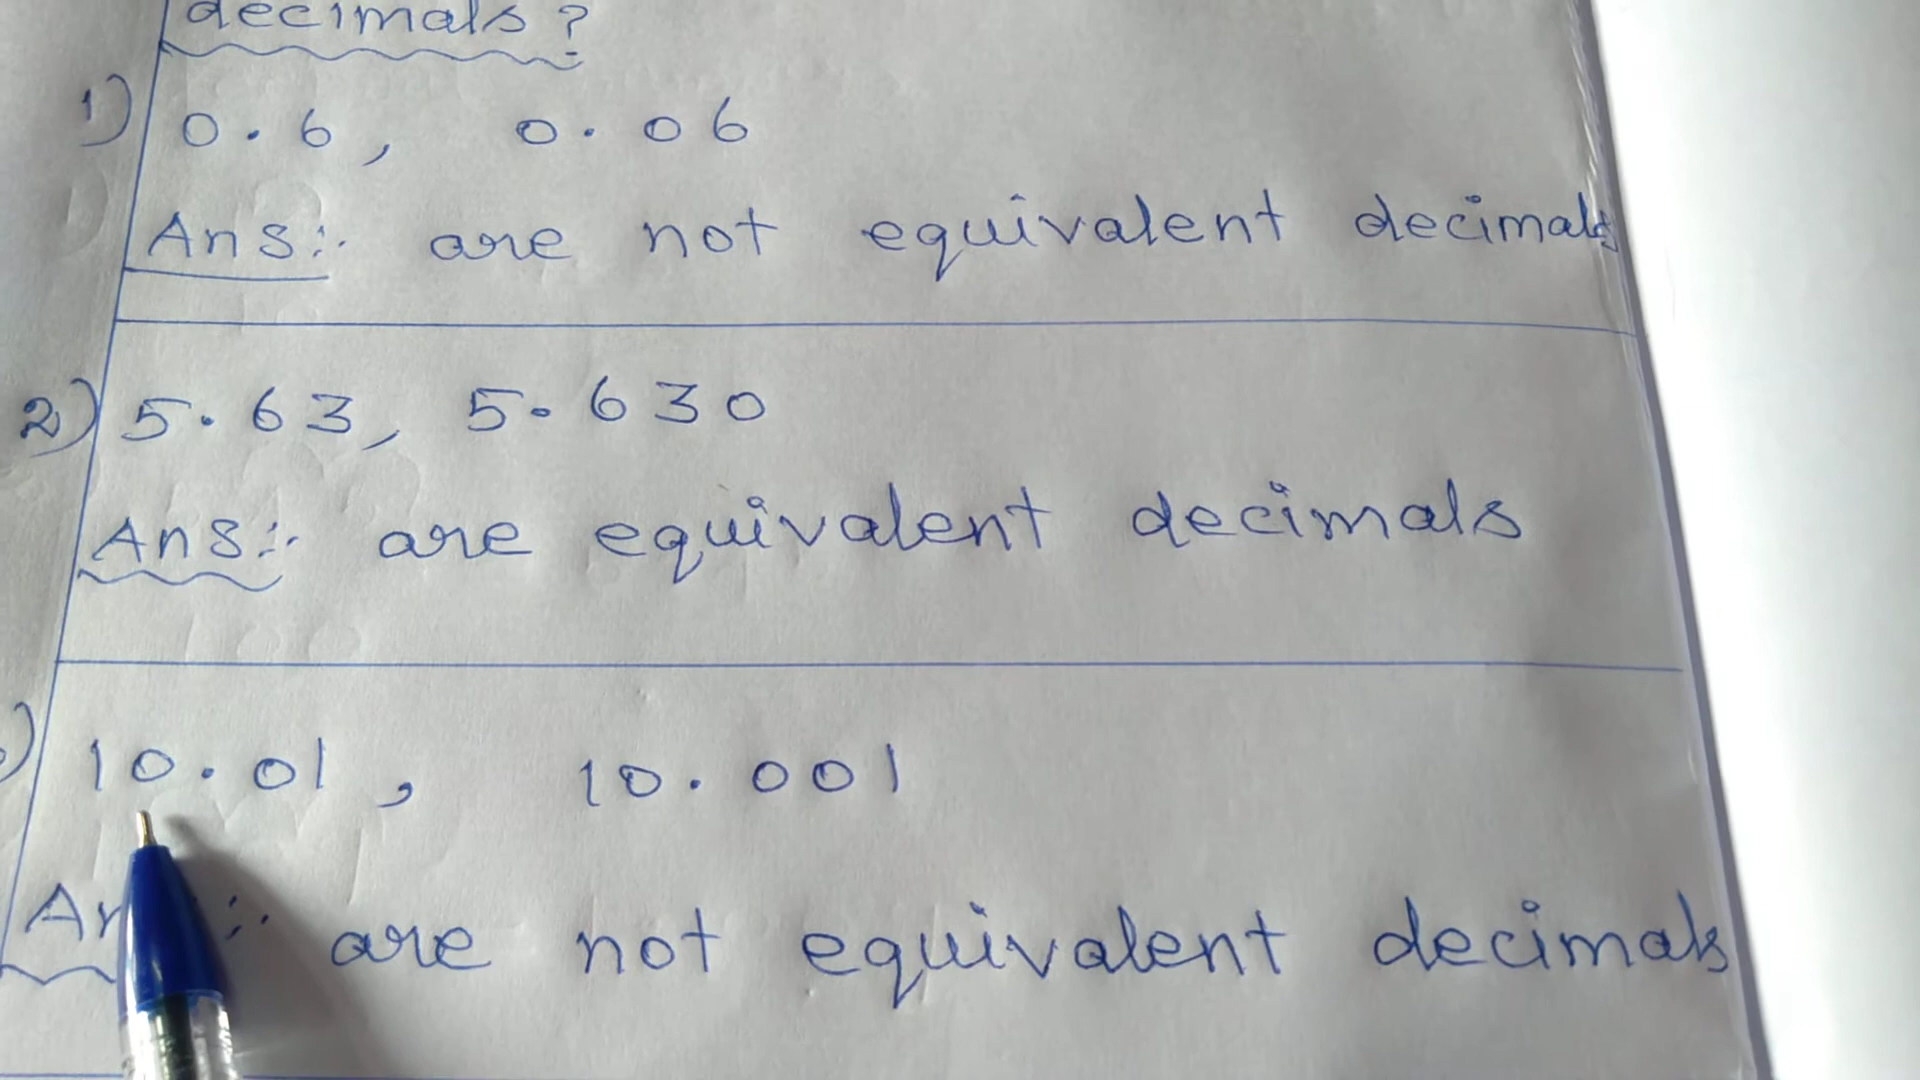 decimals?
1) 0.6, 0.06
Ans:. are not equivalent decimals
2) 5.63, 5.630
Ans:. are equivalent decimals
) 10.01, 10.001
:. are not equivalent decimals